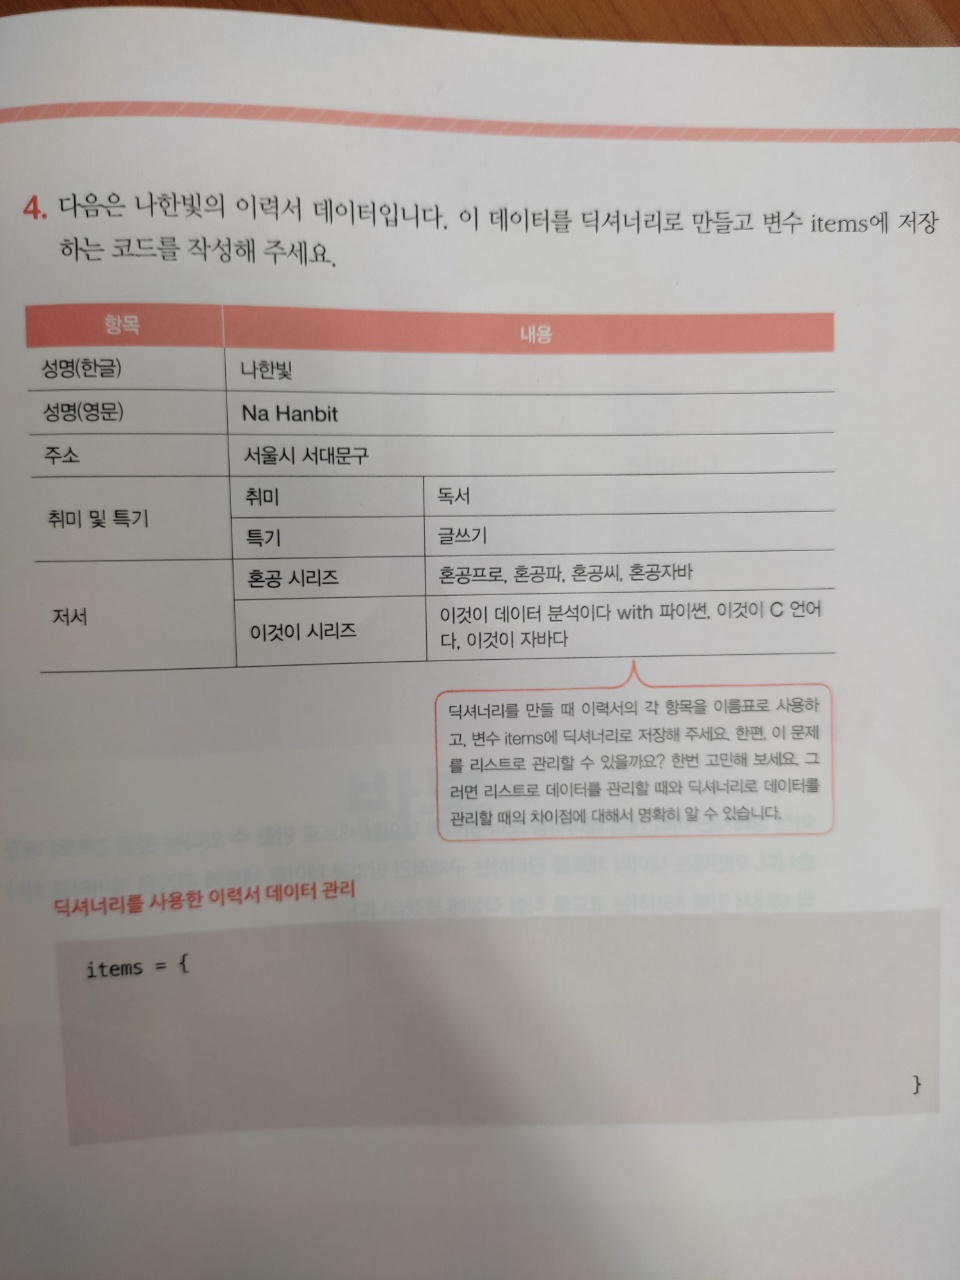 4. 다음은 나한빛의 이력서 데이터입니다. 이 데이터를 딕셔너리로 만들고 변수 items에 저장
하는 코드를 작성해 주세요.
항목 내용
성명(한글) 나한빛
성명(영문) Na Hanbit
주소 서울시 서대문구
취미 및 특기
취미 독서
특기 글쓰기
저서
혼공 시리즈 혼공프로, 혼공파, 혼공씨, 혼공자바
이것이 시리즈
이것이 데이터 분석이다 with 파이썬, 이것이 C 언어
다, 이것이 자바다
딕셔너리를 만들 때 이력서의 각 항목을 이름표로 사용하
고, 변수 items에 딕셔너리로 저장해 주세요. 한편, 이 문제
를 리스트로 관리할 수 있을까요? 한번 고민해 보세요. 그
러면 리스트로 데이터를 관리할 때와 딕셔너리로 데이터를
관리할 때의 차이점에 대해서 명확히 알 수 있습니다.
딕셔너리를 사용한 이력서 데이터 관리
items = {
}